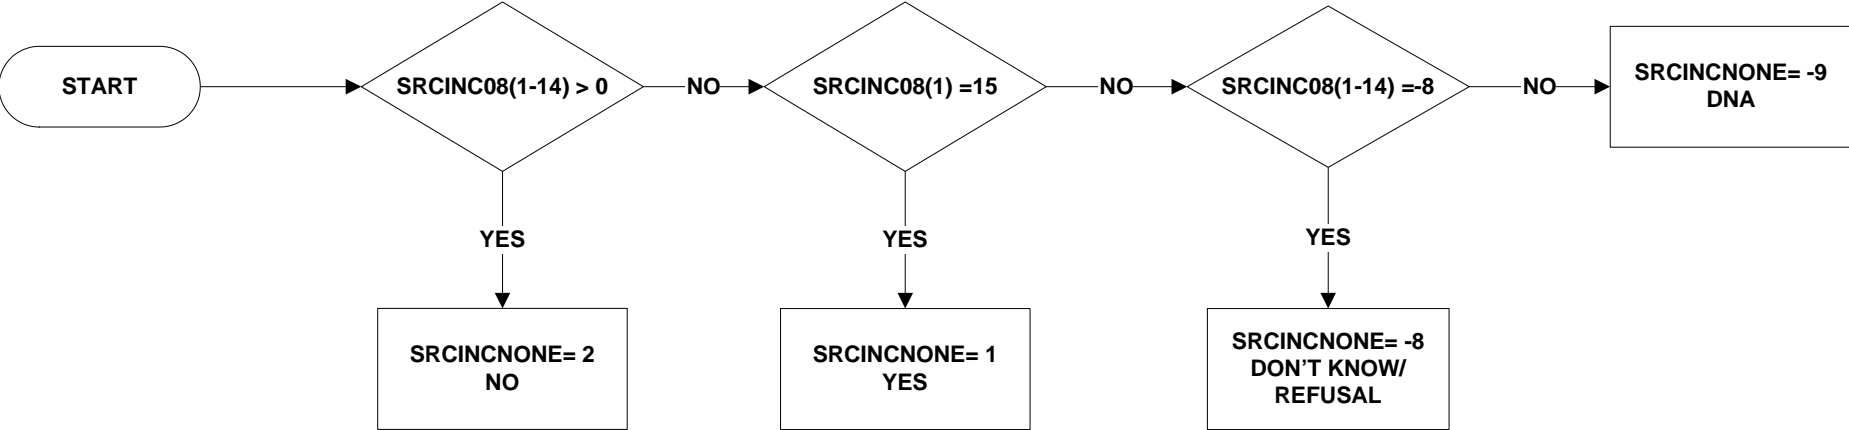 START
SRCINC08(1-14) > 0
NO
SRCINC08(1) =15
NO
SRCINC08(1-14) =-8
NO
SRCINCNONE= -9
DNA
YES
YES
YES
SRCINCNONE= 2
NO
SRCINCNONE= 1
YES
SRCINCNONE= -8
DON'T KNOW/
REFUSAL